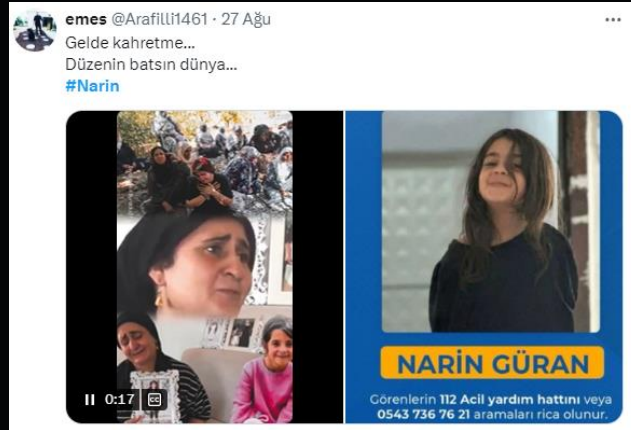 emes @Arafilli1461 · 27 Ağu
Gelde kahretme...
Düzenin batsın dünya...
#Narin
0:17
CC
NARİN GÜRAN
Görenlerin 112 Acil yardım hattını veya
0543 736 76 21 aramaları rica olunur.